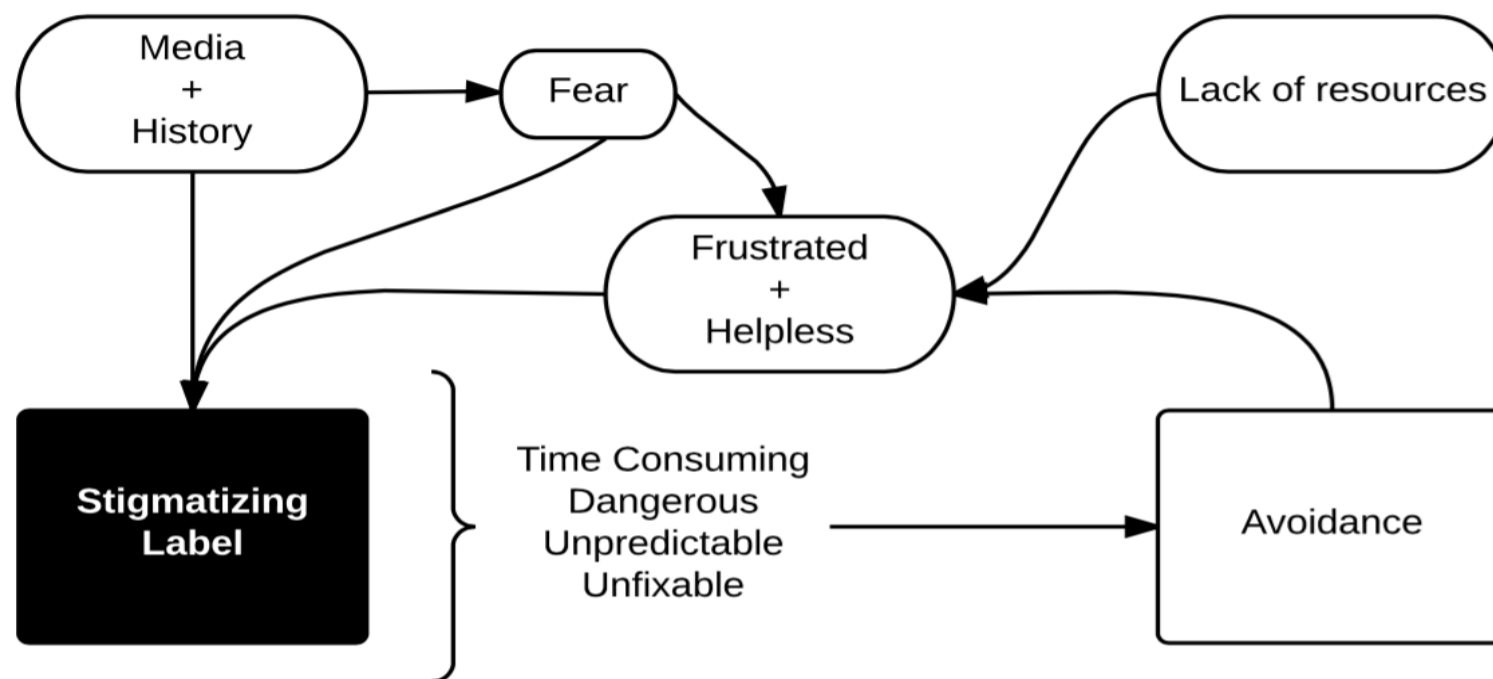 Media
+
History
Fear
Lack of resources
Frustrated
+
Helpless
Stigmatizing
Label
Time Consuming
Dangerous
Unpredictable
Unfixable
Avoidance